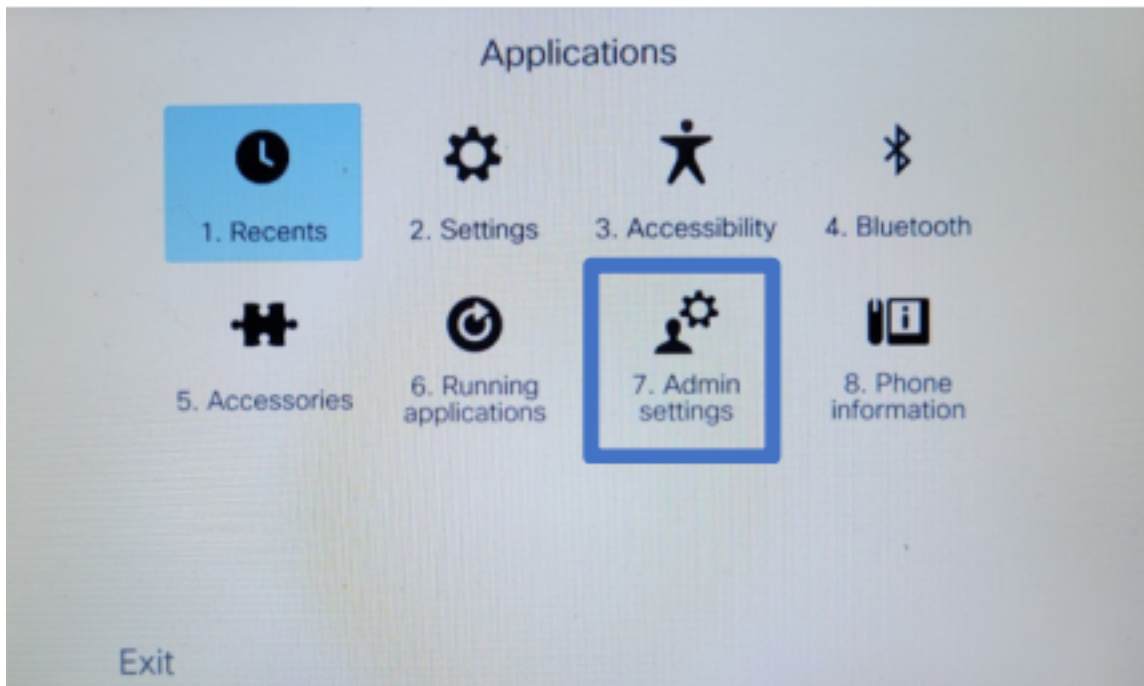 Applications
1. Recents
2. Settings
3. Accessibility
4. Bluetooth
5. Accessories
6. Running
applications
7. Admin
settings
8. Phone
information
Exit